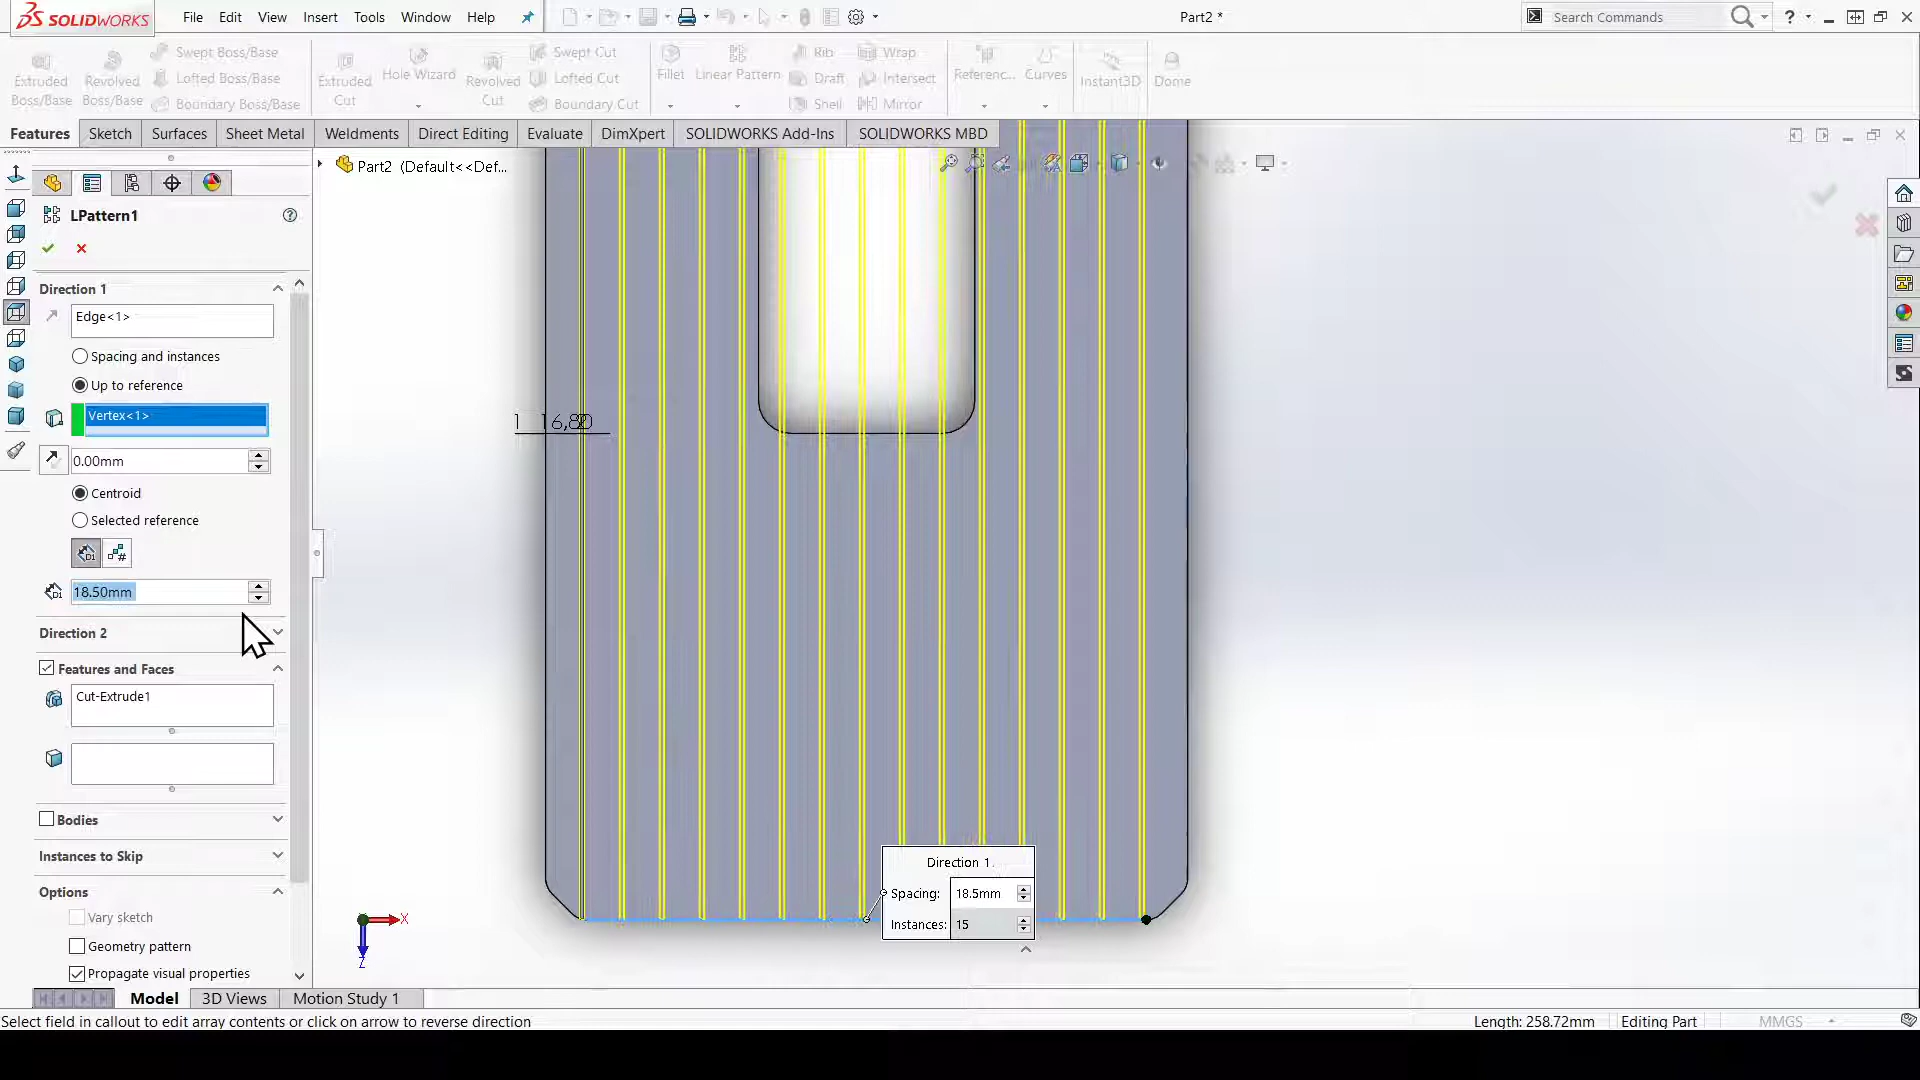 SOLIDWORKS
File Edit View Insert Tools Window Help
Part2 *
Search Commands
Extruded Boss/Base
Revolved Boss/Base
Swept Boss/Base
Lofted Boss/Base
Boundary Boss/Base
Extruded Cut
Hole Wizard
Revolved Cut
Swept Cut
Lofted Cut
Boundary Cut
Fillet
Linear Pattern
Rib
Draft
Shell
Wrap
Intersect
Mirror
Referenc...
Curves
Instant3D
Dome
Features Sketch Surfaces Sheet Metal Weldments Direct Editing Evaluate DimXpert SOLIDWORKS Add-Ins SOLIDWORKS MBD
Part2 (Default<<Def...
LPattern1
Direction 1
Edge<1>
Spacing and instances
Up to reference
Vertex<1>
0.00mm
Centroid
Selected reference
18.50mm
Direction 2
Features and Faces
Cut-Extrude1
Bodies
Instances to Skip
Options
Vary sketch
Geometry pattern
Propagate visual properties
Direction 1
Spacing: 18.5mm
Instances: 15
X
Z
Model 3D Views Motion Study 1
Select field in callout to edit array contents or click on arrow to reverse direction
Length: 258.72mm Editing Part MMGS